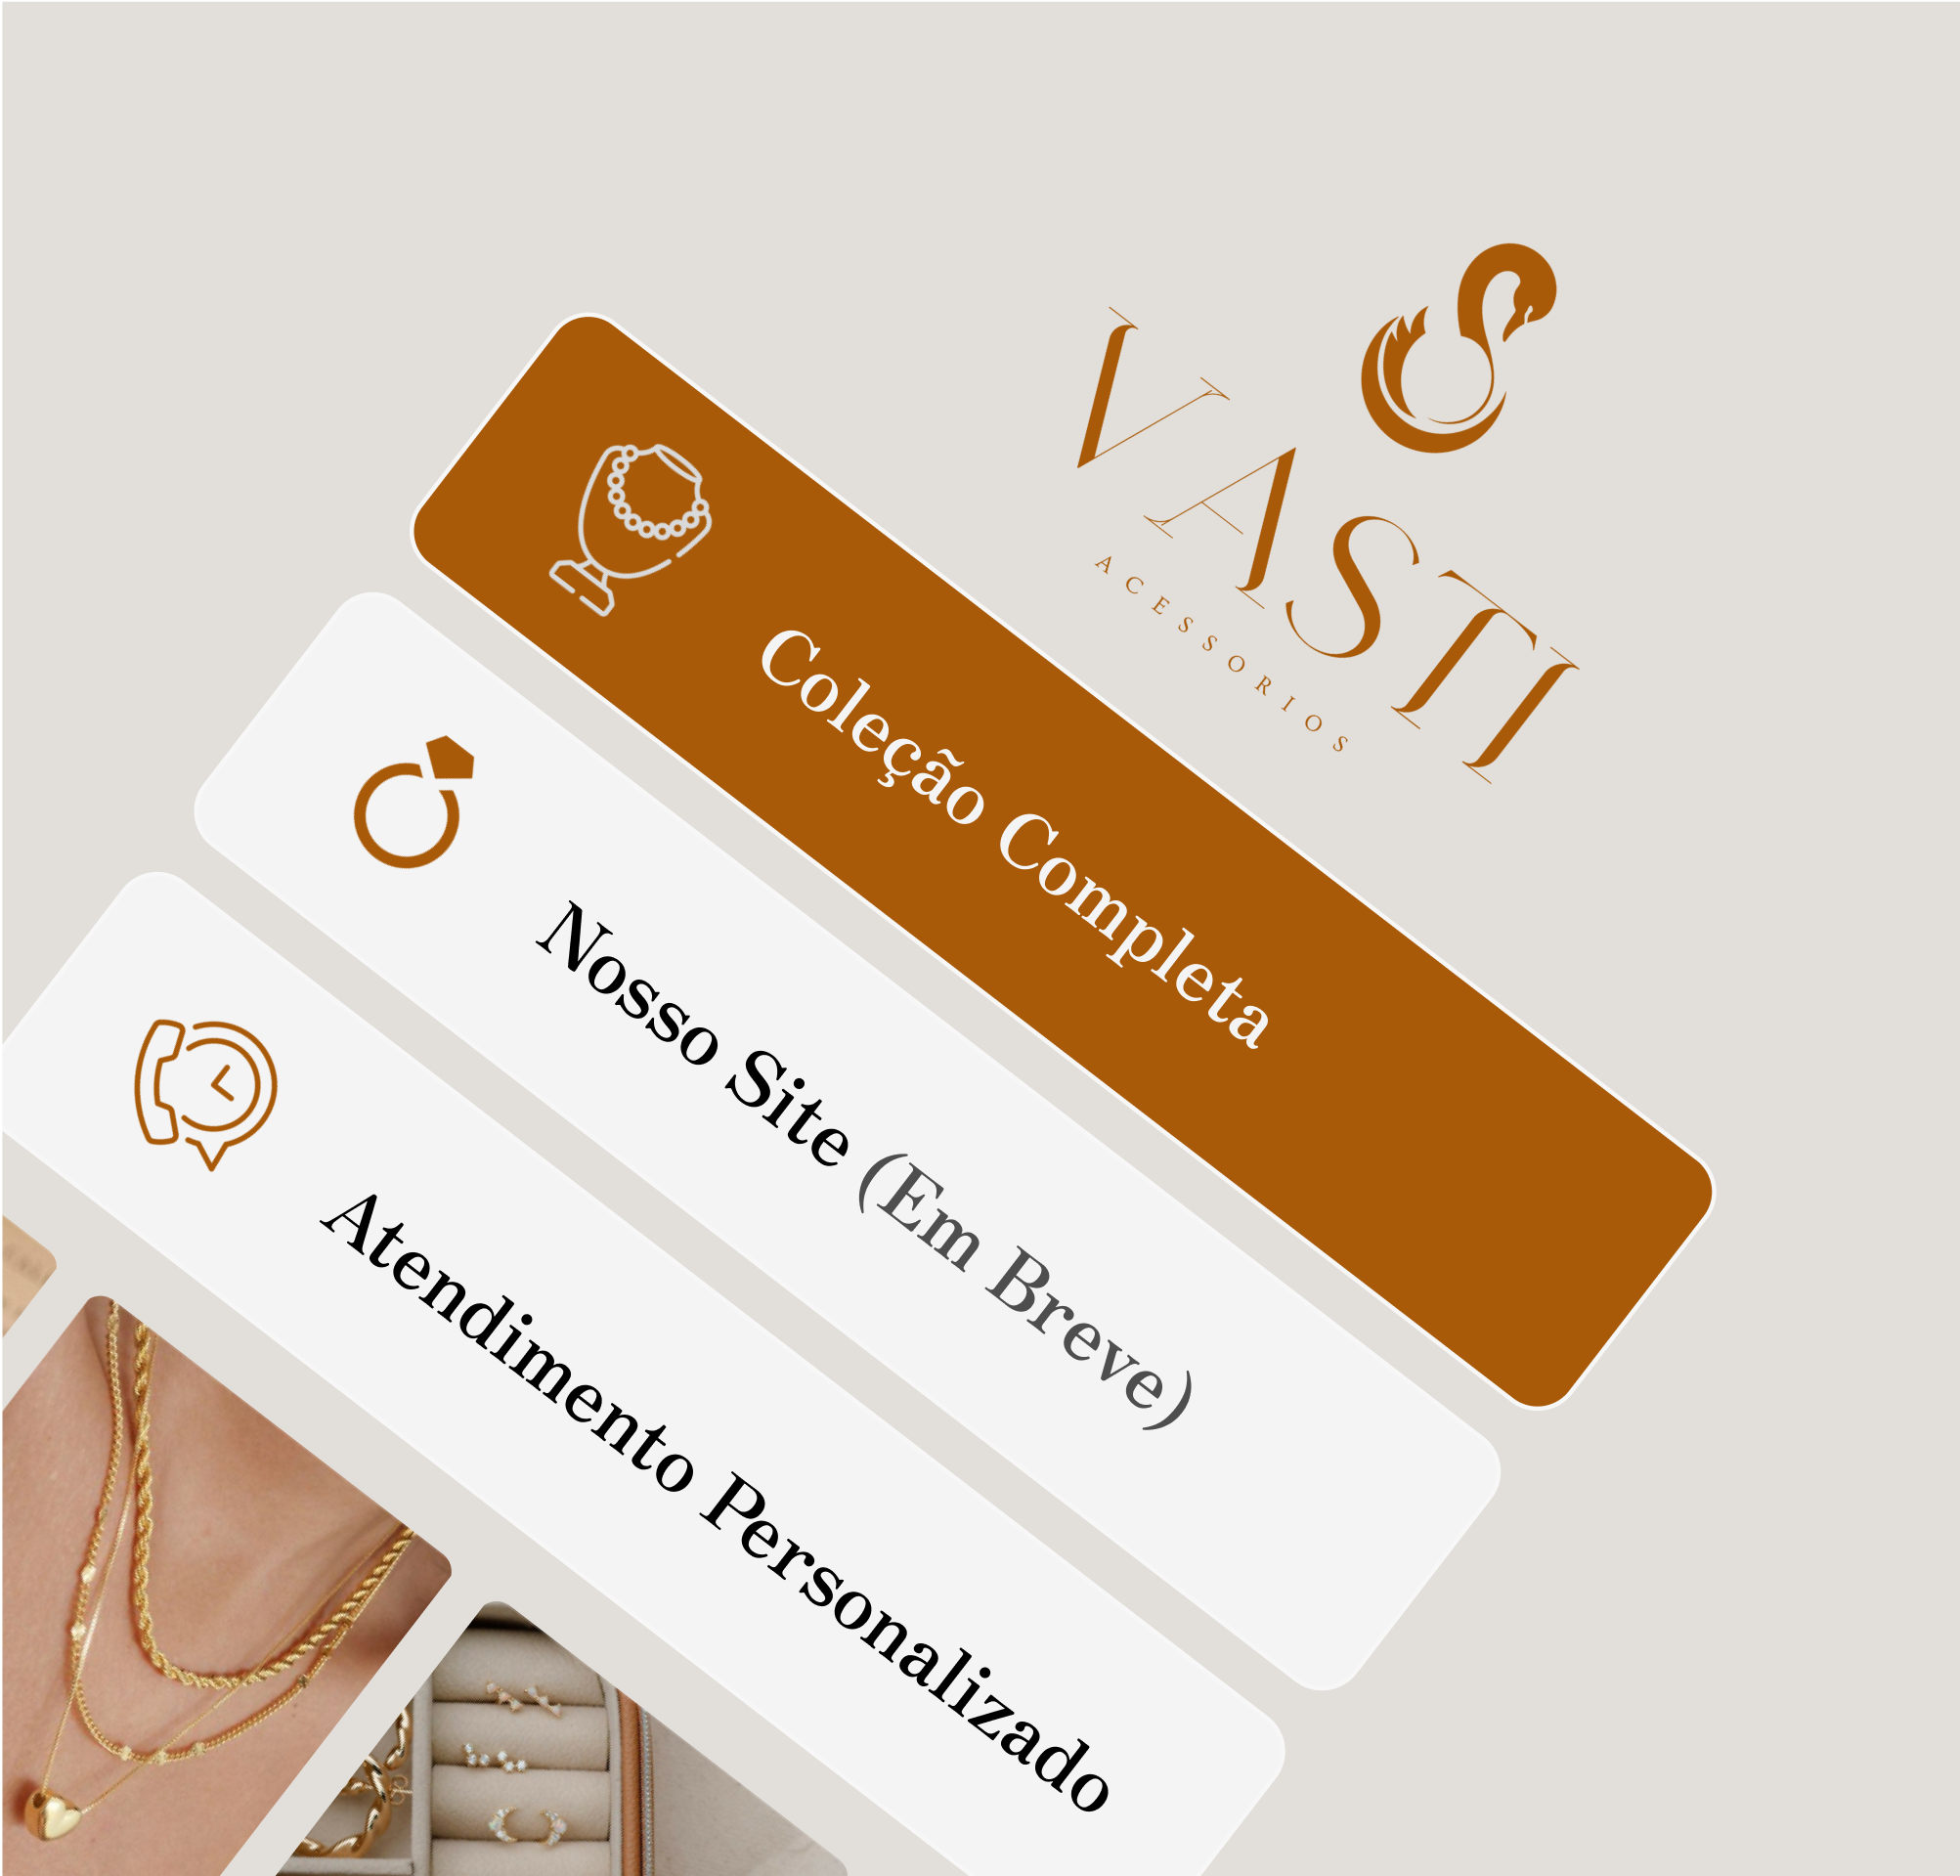 VASTI
ACESSORIOS
Coleção Completa
Nosso Site (Em Breve)
Atendimento Personalizado